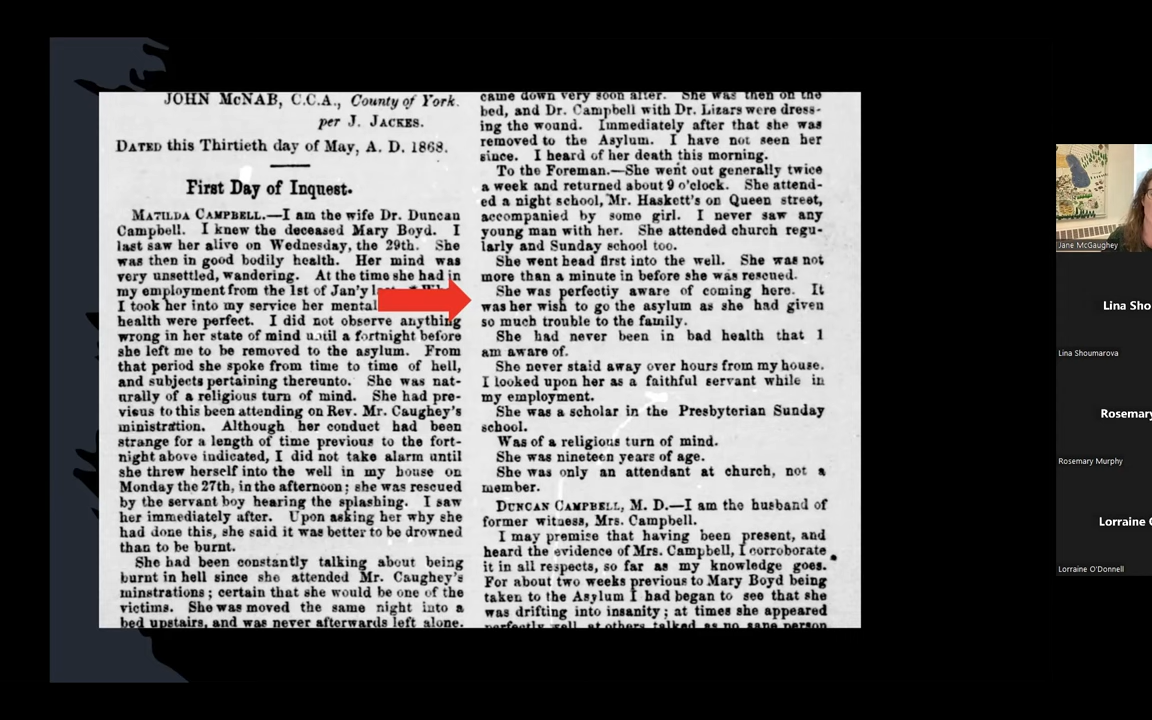 JOHN McNAB, C.C.A., County of York.
per J. JACKES.
DATED this Thirtieth day of May, A. D. 1868.
First Day of Inquest.
MATILDA CAMPBELL.—I am the wife Dr. Duncan
Campbell. I knew the deceased Mary Boyd. I
last saw her alive on Wednesday, the 29th. She
was then in good bodily health. Her mind was
very unsettled, wandering. At the time she had in
my employment from the 1st of Jan'y
I took her into my service her mental
health were perfect. I did not observe anything
wrong in her state of mind until a fortnight before
she left me to be removed to the asylum. From
that period she spoke from time to time of hell,
and subjects pertaining thereunto. She was nat-
urally of a religious turn of mind. She had pre-
vious to this been attending on Rev. Mr. Caughey's
ministration. Although her conduct had been
strange for a length of time previous to the fort-
night above indicated, I did not take alarm until
she threw herself into the well in my house on
Monday the 27th, in the afternoon; she was rescued
by the servant boy hearing the splashing. I saw
her immediately after. Upon asking her why she
had done this, she said it was better to be drowned
than to be burnt.
She had been constantly talking about being
burnt in hell since she attended Mr. Caughey's
minstrations; certain that she would be one of the
victims. She was moved the same night into a
bed upstairs, and was never afterwards left alone.
came down very soon after. She was then on the
bed, and Dr. Campbell with Dr. Lizars were dress-
ing the wound. Immediately after that she was
removed to the Asylum. I have not seen her
since. I heard of her death this morning.
To the Foreman.—She went out generally twice
a week and returned about 9 o'clock. She attend-
ed a night school, Mr. Haskett's on Queen street,
accompanied by some girl. I never saw any
young man with her. She attended church regu-
larly and Sunday school too.
She went head first into the well. She was not
more than a minute in before she was rescued.
She was perfectly aware of coming here. It
was her wish to go the asylum as she had given
so much trouble to the family.
She had never been in bad health that I
am aware of.
She never staid away over hours from my house.
I looked upon her as a faithful servant while in
my employment.
She was a scholar in the Presbyterian Sunday
school.
Was of a religious turn of mind.
She was nineteen years of age.
She was only an attendant at church, not a
member.
DUNCAN CAMPBELL, M. D.—I am the husband of
former witness, Mrs. Campbell.
I may premise that having been present, and
heard the evidence of Mrs. Campbell, I corroborate
it in all respects, so far as my knowledge goes.
For about two weeks previous to Mary Boyd being
taken to the Asylum I had began to see that she
was drifting into insanity; at times she appeared
perfectly well, at others talked as no sane person
Jane McGaughey
Lina Sho
Lina Shoumarova
Rosemary
Rosemary Murphy
Lorraine O
Lorraine O'Donnell